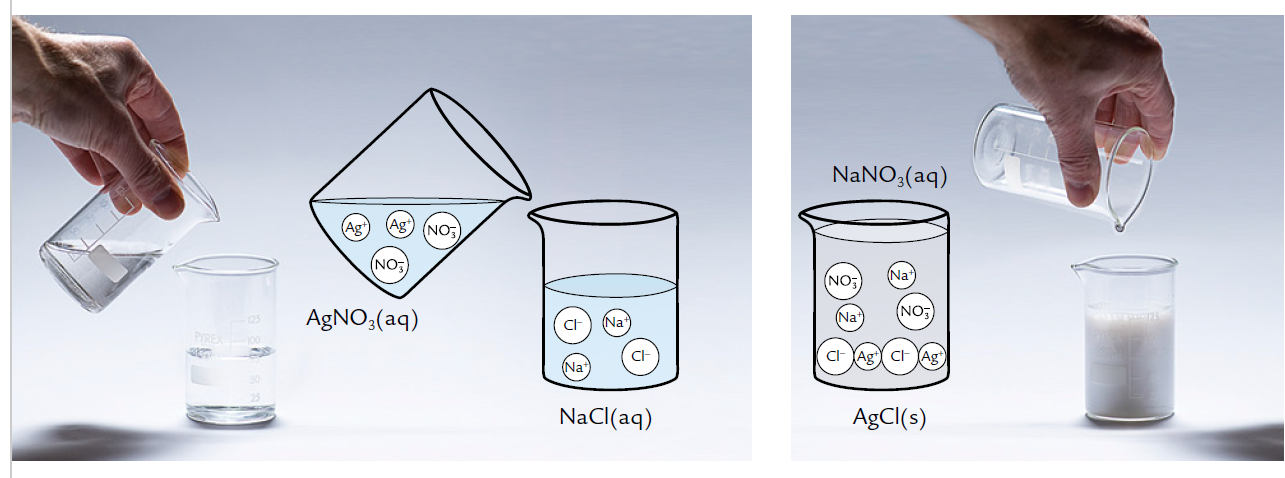 Ag⁺
Ag⁺
NO₃⁻
NO₃⁻
AgNO₃(aq)
PYREX
125
100
50
25
Cl⁻
Na⁺
Na⁺
Cl⁻
NaCl(aq)
NaNO₃(aq)
NO₃⁻
Na⁺
Na⁺
NO₃⁻
Cl⁻
Ag⁺
Cl⁻
Ag⁺
AgCl(s)